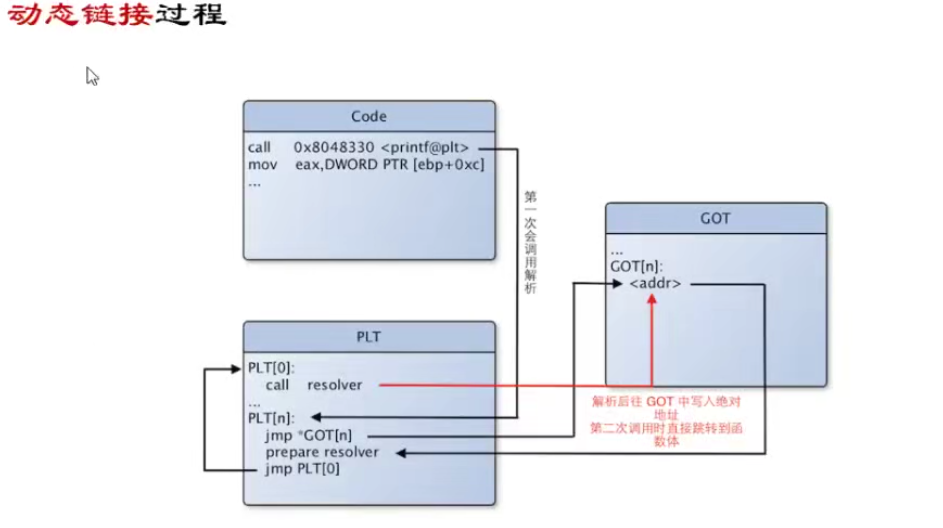 动态链接过程
Code
call 0x8048330 <printf@plt>
mov eax,DWORD PTR [ebp+0xc]
...
第一次会调用解析
GOT
...
GOT[n]:
<addr>
PLT
PLT[0]:
call resolver
...
PLT[n]:
jmp *GOT[n]
prepare resolver
jmp PLT[0]
解析后往 GOT 中写入绝对
地址
第二次调用时直接跳转到函
数体